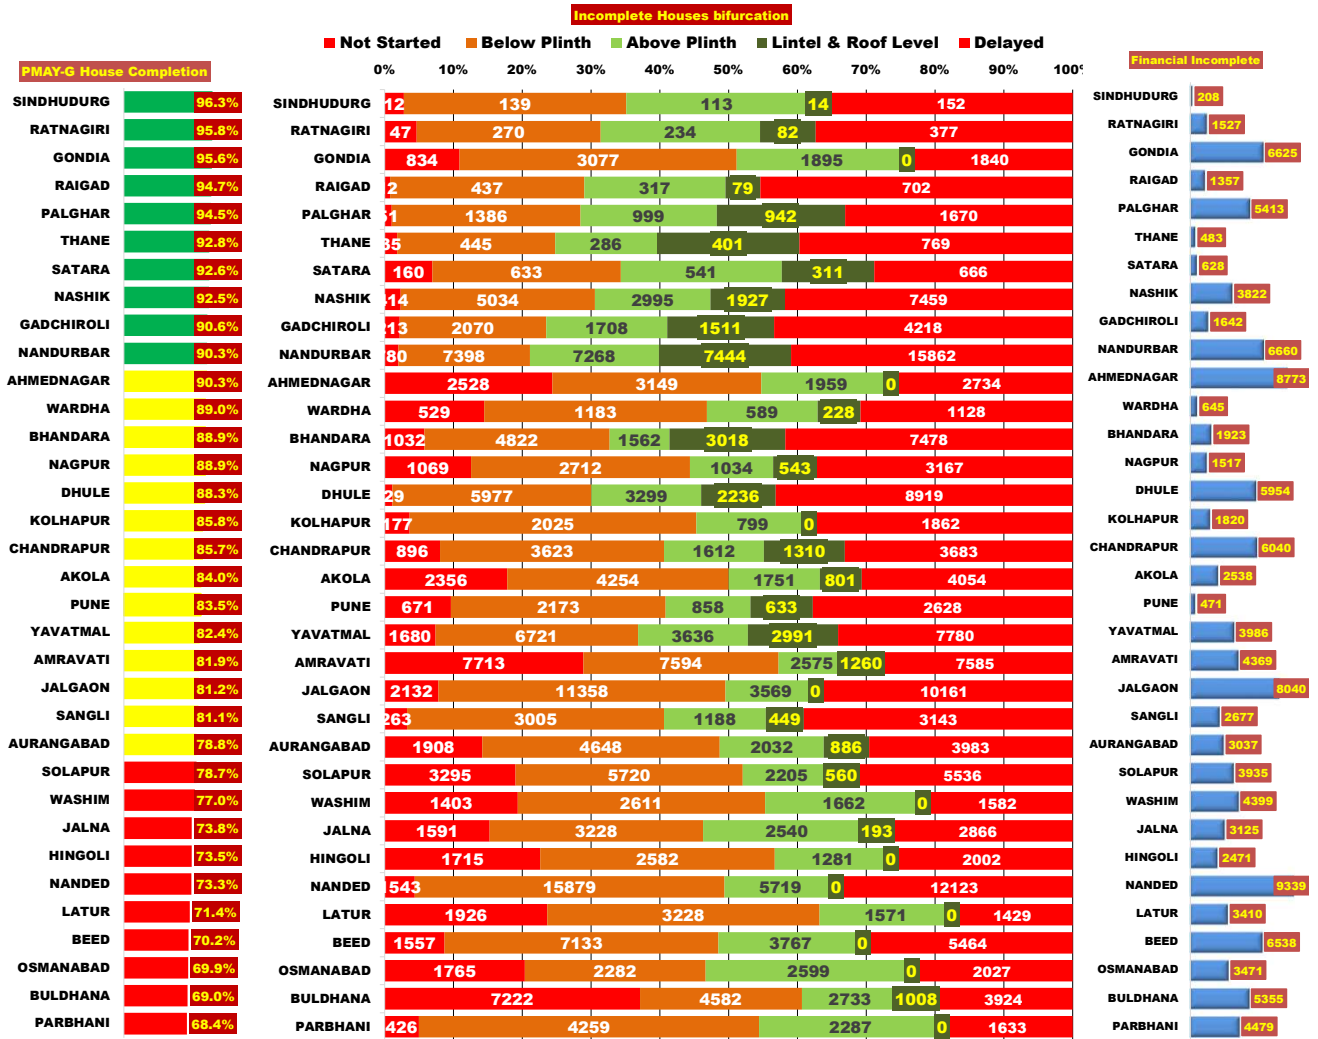 Incomplete Houses bifurcation
Not Started Below Plinth Above Plinth Lintel & Roof Level Delayed
PMAY-G House Completion
Financial Incomplete
0% 10% 20% 30% 40% 50% 60% 70% 80% 90% 100%
SINDHUDURG 96.3% SINDHUDURG 12 139 113 14 152 SINDHUDURG 208
RATNAGIRI 95.8% RATNAGIRI 47 270 234 82 377 RATNAGIRI 1527
GONDIA 95.6% GONDIA 834 3077 1895 0 1840 GONDIA 6625
RAIGAD 94.7% RAIGAD 2 437 317 79 702 RAIGAD 1357
PALGHAR 94.5% PALGHAR 1386 999 942 1670 PALGHAR 5413
THANE 92.8% THANE 35 445 286 401 769 THANE 483
SATARA 92.6% SATARA 160 633 541 311 666 SATARA 628
NASHIK 92.5% NASHIK 5034 2995 1927 7459 NASHIK 3822
GADCHIROLI 90.6% GADCHIROLI 213 2070 1708 1511 4218 GADCHIROLI 1642
NANDURBAR 90.3% NANDURBAR 7398 7268 7444 15862 NANDURBAR 6660
AHMEDNAGAR 90.3% AHMEDNAGAR 2528 3149 1959 0 2734 AHMEDNAGAR 8773
WARDHA 89.0% WARDHA 529 1183 589 228 1128 WARDHA 645
BHANDARA 88.9% BHANDARA 1032 4822 1562 3018 7478 BHANDARA 1923
NAGPUR 88.9% NAGPUR 1069 2712 1034 543 3167 NAGPUR 1517
DHULE 88.3% DHULE 5977 3299 2236 8919 DHULE 5954
KOLHAPUR 85.8% KOLHAPUR 177 2025 799 0 1862 KOLHAPUR 1820
CHANDRAPUR 85.7% CHANDRAPUR 896 3623 1612 1310 3683 CHANDRAPUR 6040
AKOLA 84.0% AKOLA 2356 4254 1751 801 4054 AKOLA 2538
PUNE 83.5% PUNE 671 2173 858 633 2628 PUNE 471
YAVATMAL 82.4% YAVATMAL 1680 6721 3636 2991 7780 YAVATMAL 3986
AMRAVATI 81.9% AMRAVATI 7713 7594 2575 1260 7585 AMRAVATI 4369
JALGAON 81.2% JALGAON 2132 11358 3569 0 10161 JALGAON 8040
SANGLI 81.1% SANGLI 263 3005 1188 449 3143 SANGLI 2677
AURANGABAD 78.8% AURANGABAD 1908 4648 2032 886 3983 AURANGABAD 3037
SOLAPUR 78.7% SOLAPUR 3295 5720 2205 560 5536 SOLAPUR 3935
WASHIM 77.0% WASHIM 1403 2611 1662 0 1582 WASHIM 4399
JALNA 73.8% JALNA 1591 3228 2540 193 2866 JALNA 3125
HINGOLI 73.5% HINGOLI 1715 2582 1281 0 2002 HINGOLI 2471
NANDED 73.3% NANDED 1543 15879 5719 0 12123 NANDED 9339
LATUR 71.4% LATUR 1926 3228 1571 0 1429 LATUR 3410
BEED 70.2% BEED 1557 7133 3767 0 5464 BEED 6538
OSMANABAD 69.9% OSMANABAD 1765 2282 2599 0 2027 OSMANABAD 3471
BULDHANA 69.0% BULDHANA 7222 4582 2733 1008 3924 BULDHANA 5355
PARBHANI 68.4% PARBHANI 426 4259 2287 0 1633 PARBHANI 4479